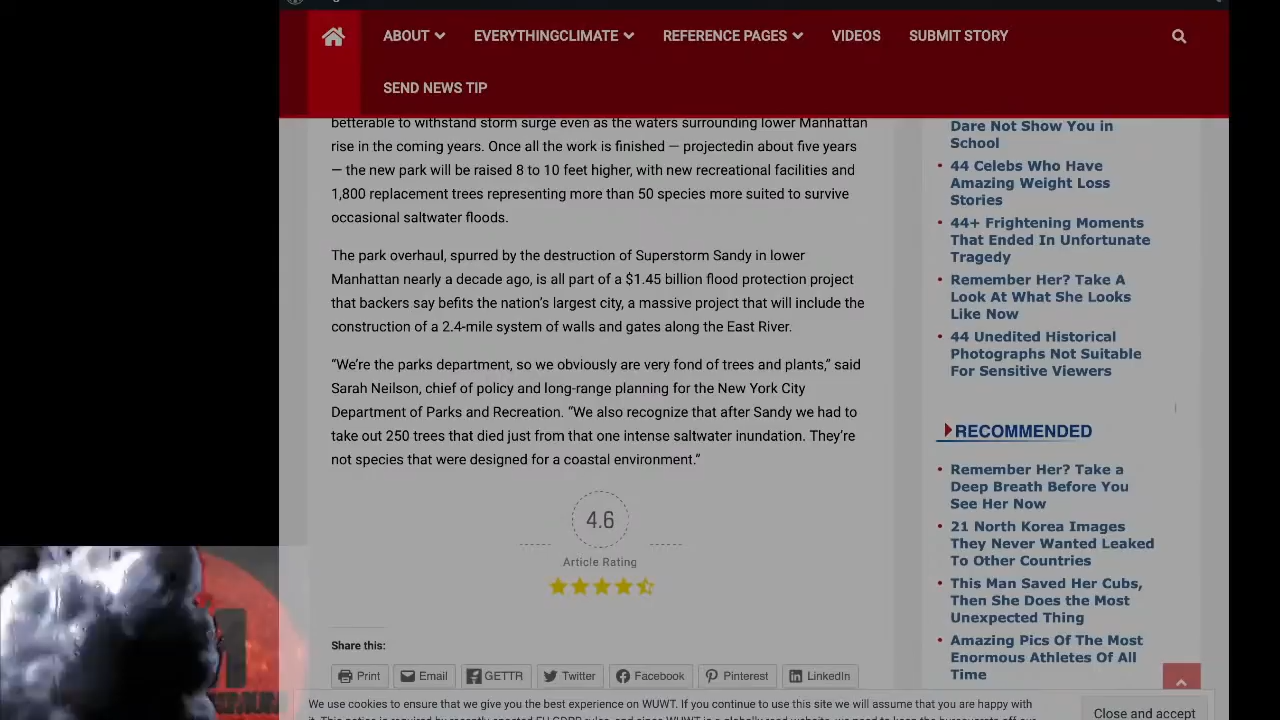 ABOUT
EVERYTHINGCLIMATE
REFERENCE PAGES
VIDEOS
SUBMIT STORY
SEND NEWS TIP
betterable to withstand storm surge even as the waters surrounding lower Manhattan
rise in the coming years. Once all the work is finished — projectedin about five years
— the new park will be raised 8 to 10 feet higher, with new recreational facilities and
1,800 replacement trees representing more than 50 species more suited to survive
occasional saltwater floods.
The park overhaul, spurred by the destruction of Superstorm Sandy in lower
Manhattan nearly a decade ago, is all part of a $1.45 billion flood protection project
that backers say befits the nation's largest city, a massive project that will include the
construction of a 2.4-mile system of walls and gates along the East River.
“We're the parks department, so we obviously are very fond of trees and plants,” said
Sarah Neilson, chief of policy and long-range planning for the New York City
Department of Parks and Recreation. “We also recognize that after Sandy we had to
take out 250 trees that died just from that one intense saltwater inundation. They're
not species that were designed for a coastal environment.”
4.6
Article Rating
Share this:
Print
Email
GETTR
Twitter
Facebook
Pinterest
LinkedIn
Dare Not Show You in
School
44 Celebs Who Have
Amazing Weight Loss
Stories
44+ Frightening Moments
That Ended In Unfortunate
Tragedy
Remember Her? Take A
Look At What She Looks
Like Now
44 Unedited Historical
Photographs Not Suitable
For Sensitive Viewers
RECOMMENDED
Remember Her? Take a
Deep Breath Before You
See Her Now
21 North Korea Images
They Never Wanted Leaked
To Other Countries
This Man Saved Her Cubs,
Then She Does the Most
Unexpected Thing
Amazing Pics Of The Most
Enormous Athletes Of All
Time
We use cookies to ensure that we give you the best experience on WUWT. If you continue to use this site we will assume that you are happy with
Close and accept